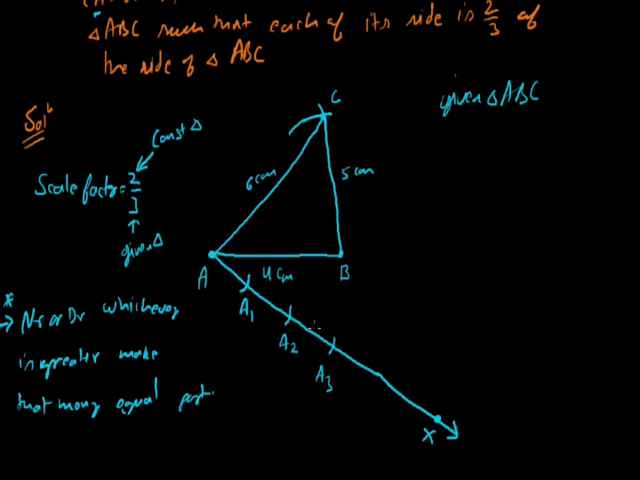 △ABC such that each of its side is 2/3 of
the side of △ ABC
Solⁿ
given △ABC
Const △
Scale factor = 2/3
given △
C
6 cm
5 cm
A
4 cm
B
A1
A2
A3
X
* → Nr or Dr whichever
is greater made
that many equal part.